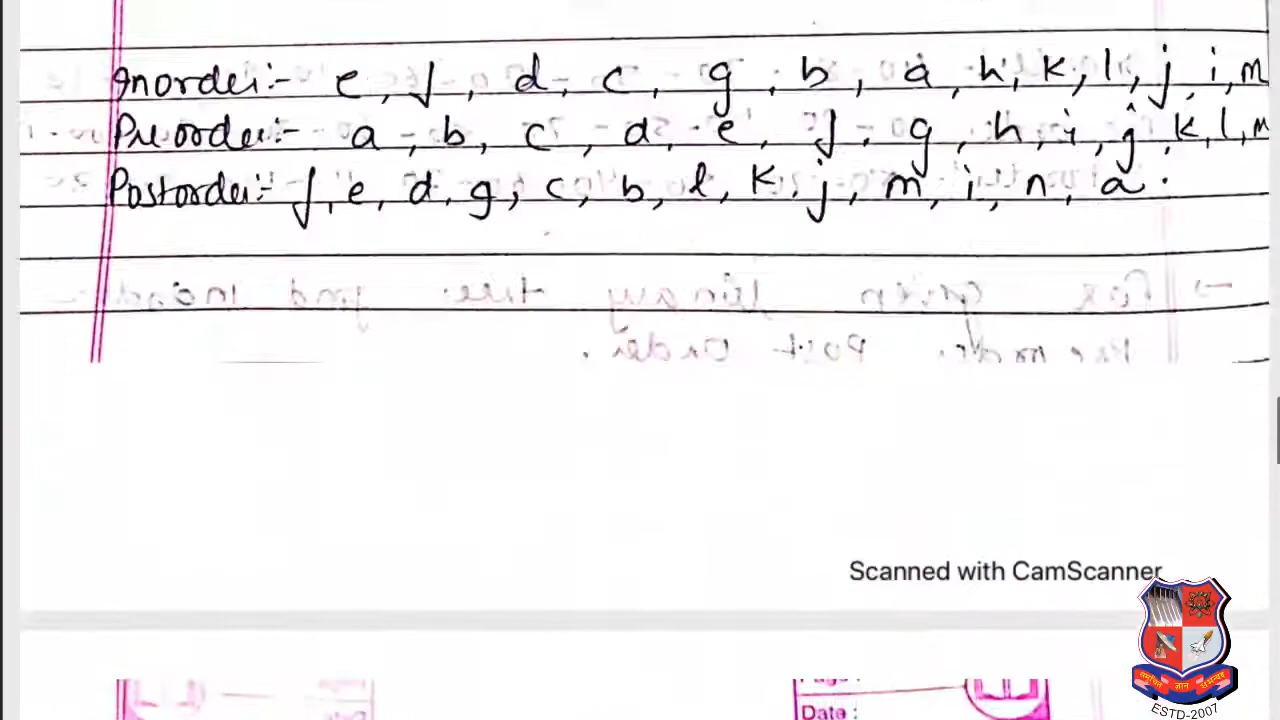 Inorder:- e, f, d, c, g, b, a, h, k, l, j, i, m
Preorder:- a, b, c, d, e, f, g, h, i, j, k, l, m
Postorder:- f, e, d, g, c, b, l, k, j, m, i, h, a.
Scanned with CamScanner
Date :
ESTD-2007